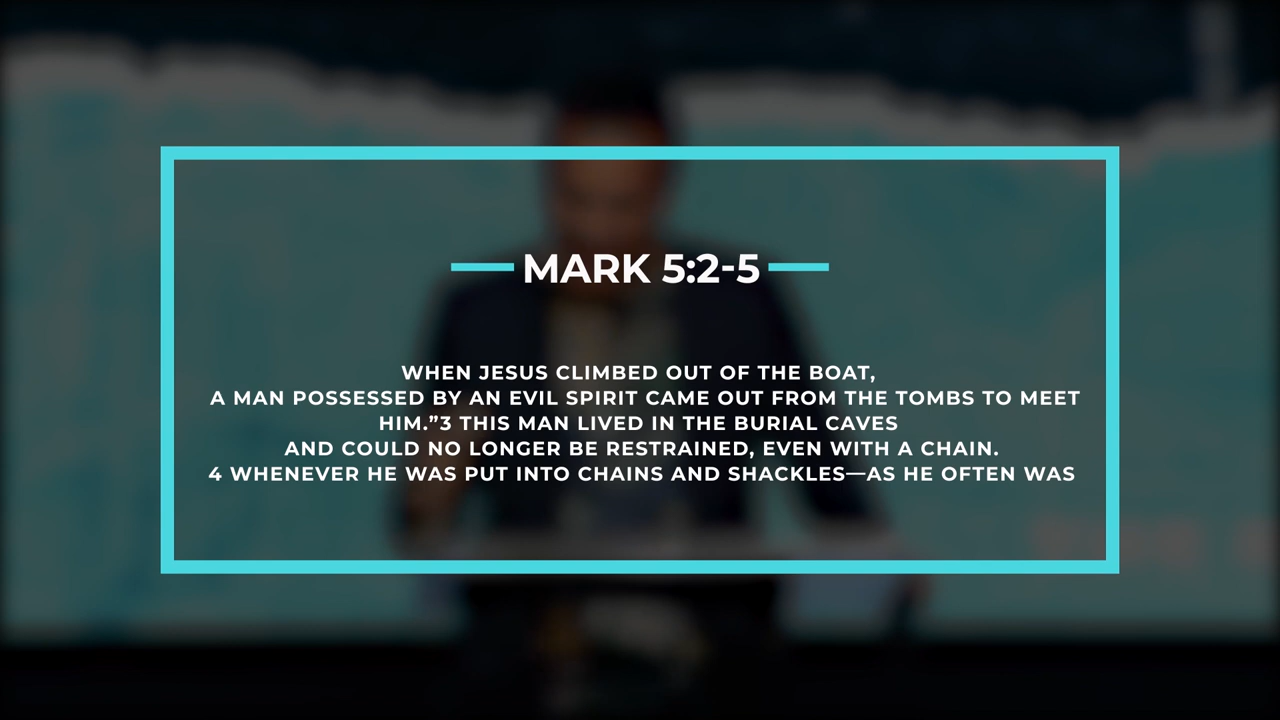 MARK 5:2-5
WHEN JESUS CLIMBED OUT OF THE BOAT,
A MAN POSSESSED BY AN EVIL SPIRIT CAME OUT FROM THE TOMBS TO MEET
HIM.”3 THIS MAN LIVED IN THE BURIAL CAVES
AND COULD NO LONGER BE RESTRAINED, EVEN WITH A CHAIN.
4 WHENEVER HE WAS PUT INTO CHAINS AND SHACKLES—AS HE OFTEN WAS